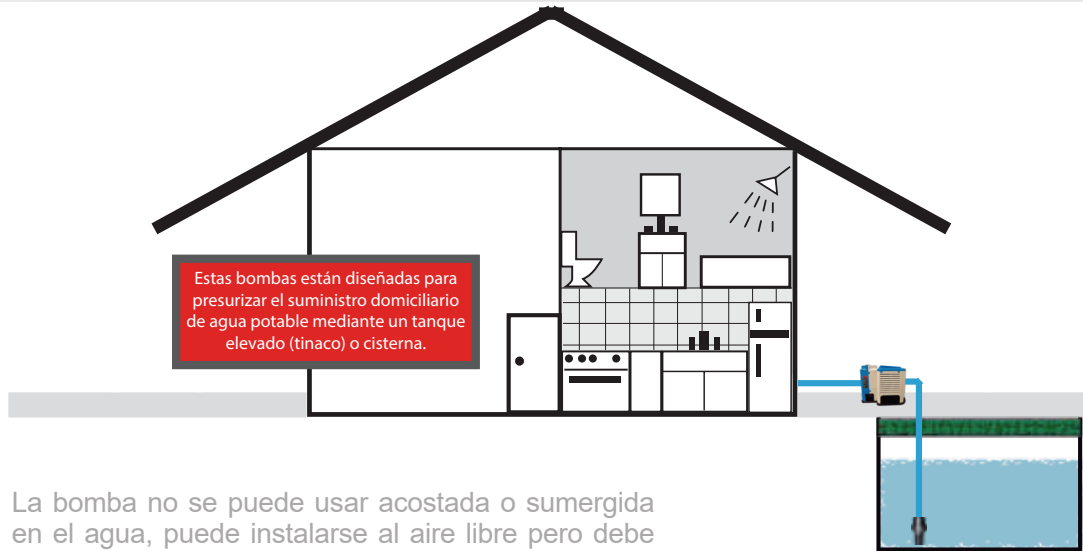 Estas bombas están diseñadas para
presurizar el suministro domiciliario
de agua potable mediante un tanque
elevado (tinaco) o cisterna.
La bomba no se puede usar acostada o sumergida
en el agua, puede instalarse al aire libre pero debe